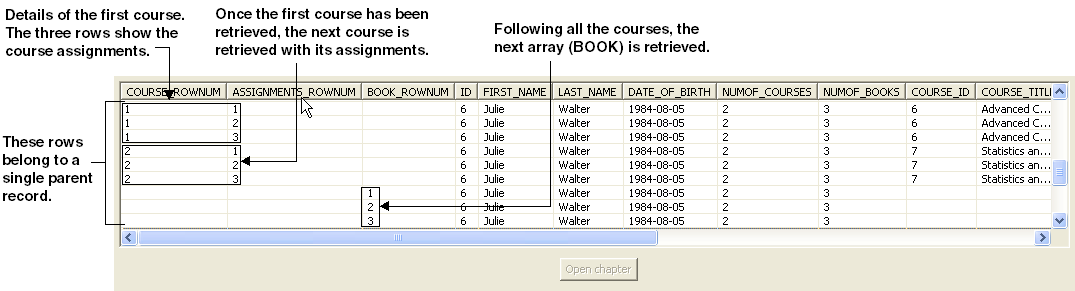 Details of the first course.
The three rows show the
course assignments.
Once the first course has been
retrieved, the next course is
retrieved with its assignments.
Following all the courses, the
next array (BOOK) is retrieved.
These rows
belong to a
single parent
record.
COURSE_ROWNUM ASSIGNMENTS_ROWNUM BOOK_ROWNUM ID FIRST_NAME LAST_NAME DATE_OF_BIRTH NUMOF_COURSES NUMOF_BOOKS COURSE_ID COURSE_TITL
1 1 6 Julie Walter 1984-08-05 2 3 6 Advanced C...
1 2 6 Julie Walter 1984-08-05 2 3 6 Advanced C...
1 3 6 Julie Walter 1984-08-05 2 3 6 Advanced C...
2 1 6 Julie Walter 1984-08-05 2 3 7 Statistics an...
2 2 6 Julie Walter 1984-08-05 2 3 7 Statistics an...
2 3 6 Julie Walter 1984-08-05 2 3 7 Statistics an...
1 6 Julie Walter 1984-08-05 2 3
2 6 Julie Walter 1984-08-05 2 3
3 6 Julie Walter 1984-08-05 2 3
Open chapter